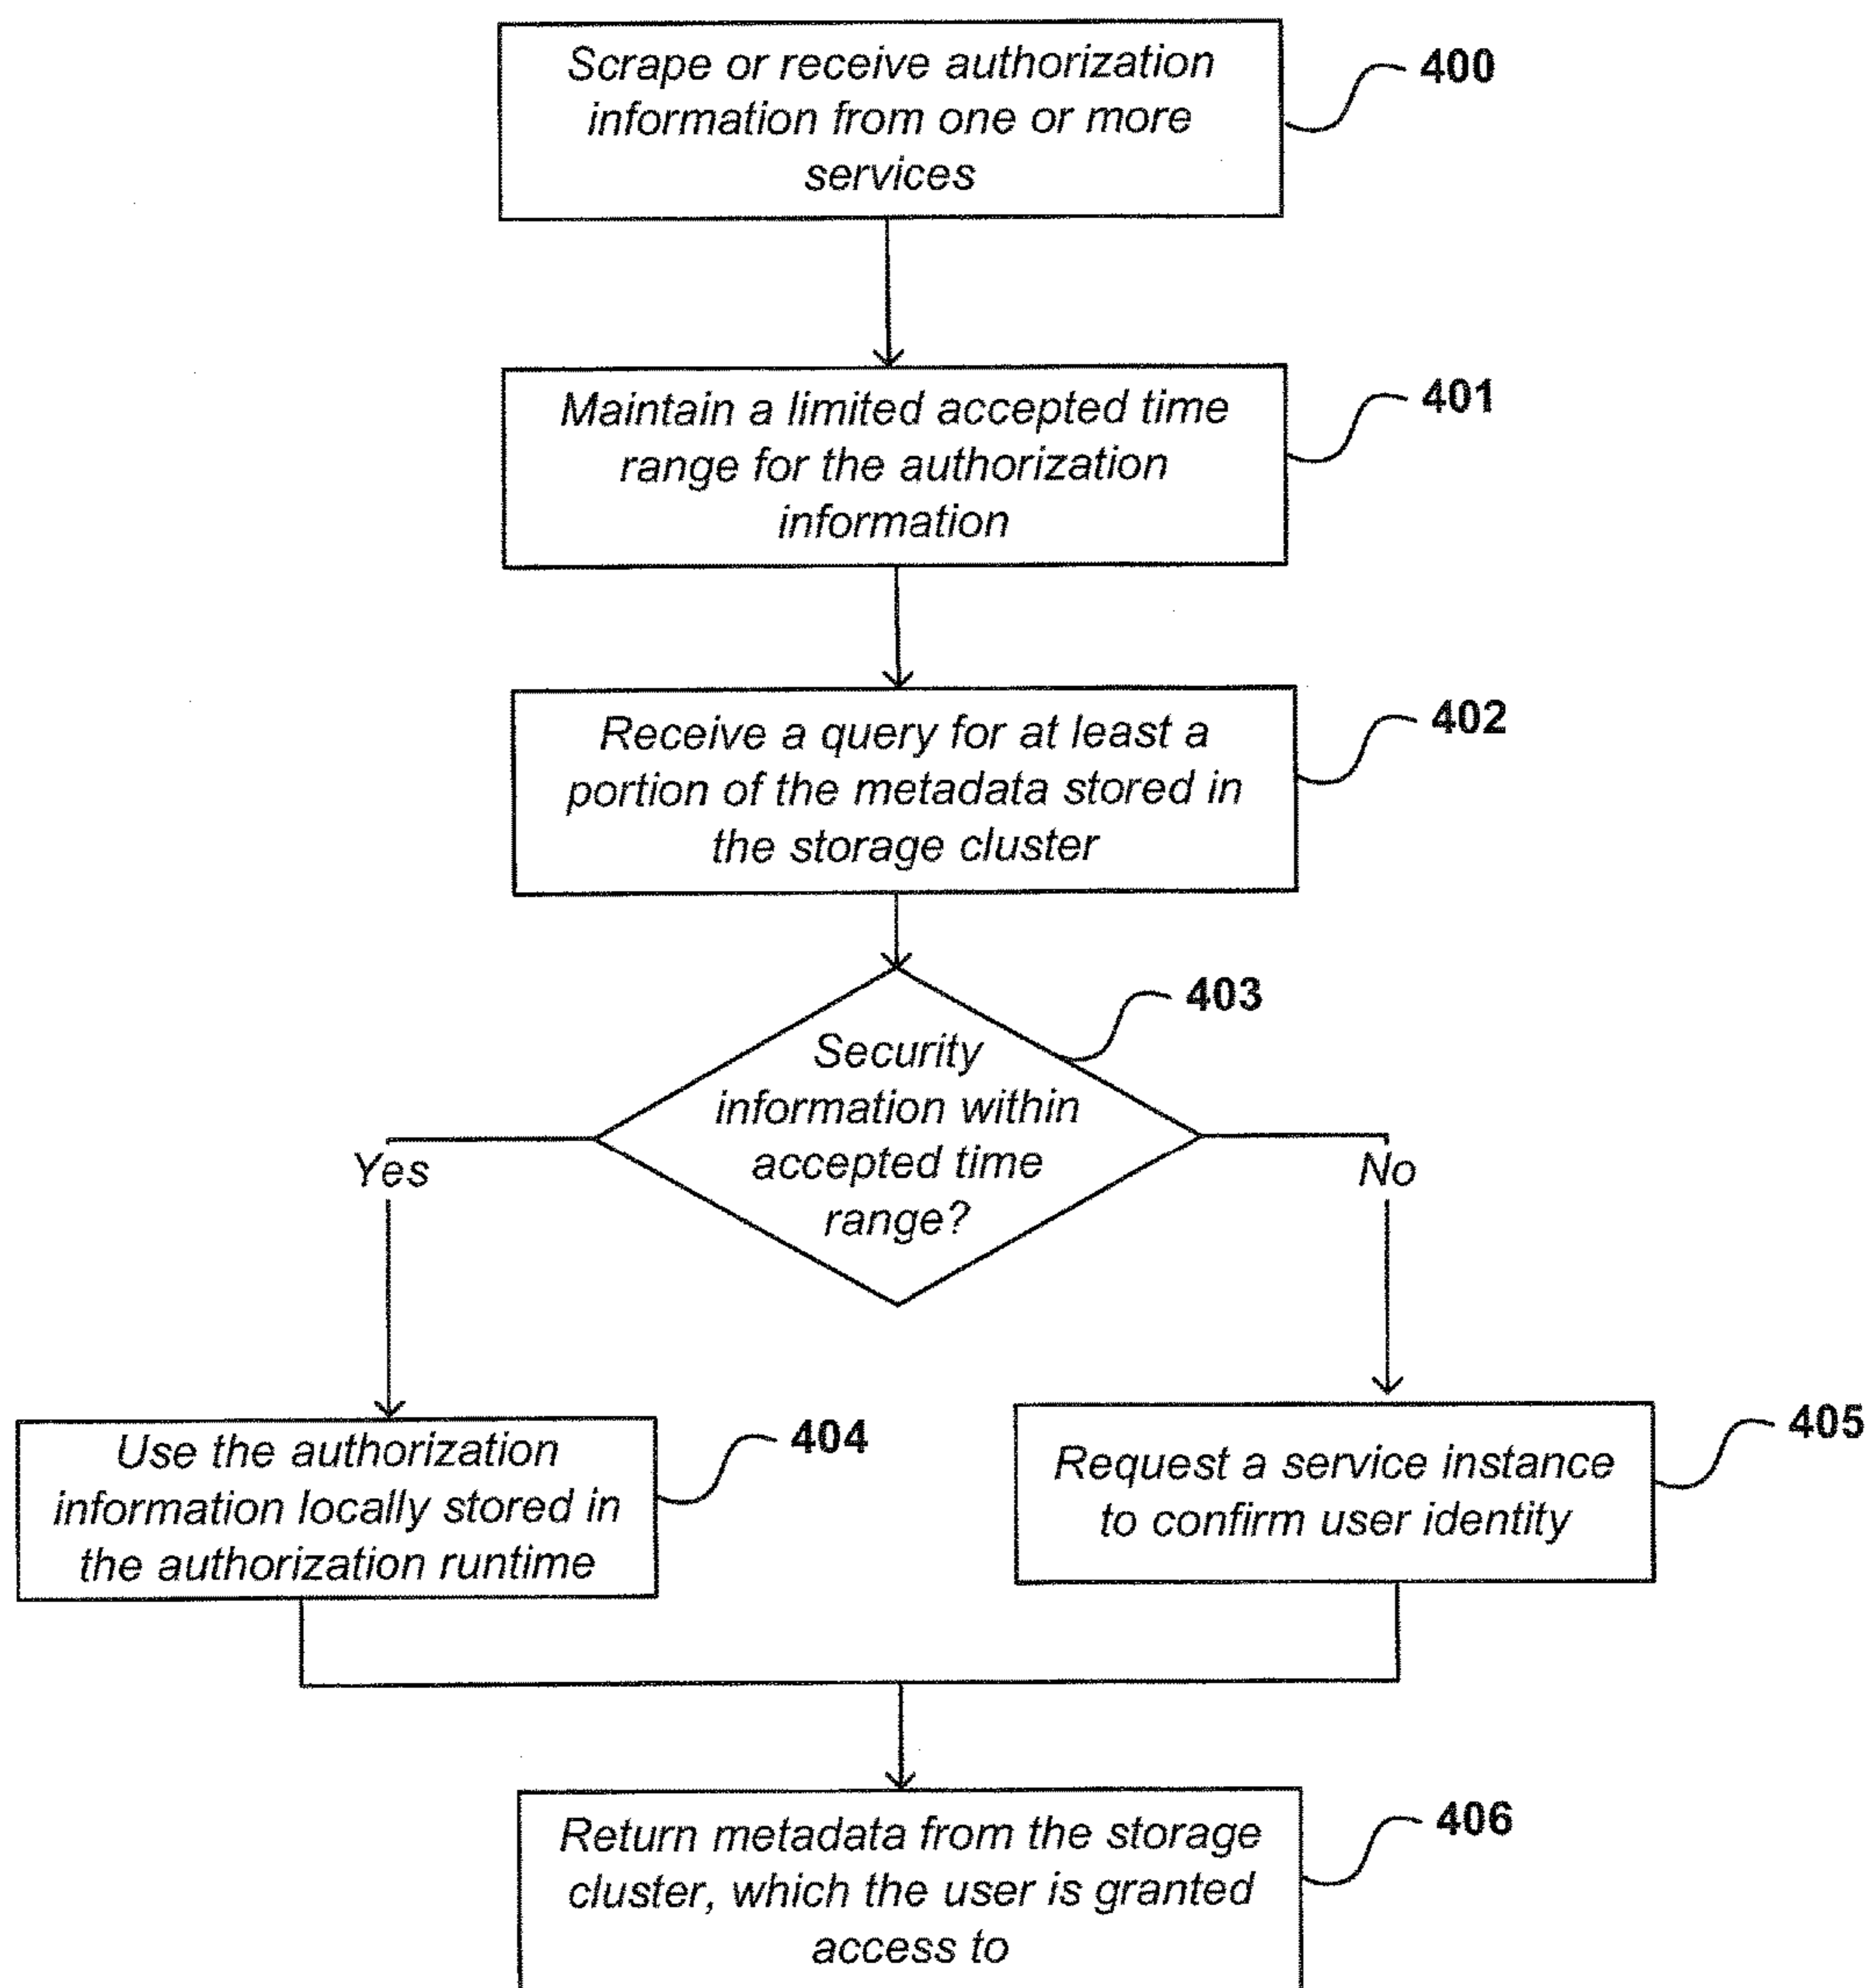 Scrape or receive authorization
information from one or more
services
400
Maintain a limited accepted time
range for the authorization
information
401
Receive a query for at least a
portion of the metadata stored in
the storage cluster
402
403
Security
information within
accepted time
range?
Yes
No
Use the authorization
information locally stored in
the authorization runtime
404
Request a service instance
to confirm user identity
405
Return metadata from the storage
cluster, which the user is granted
access to
406